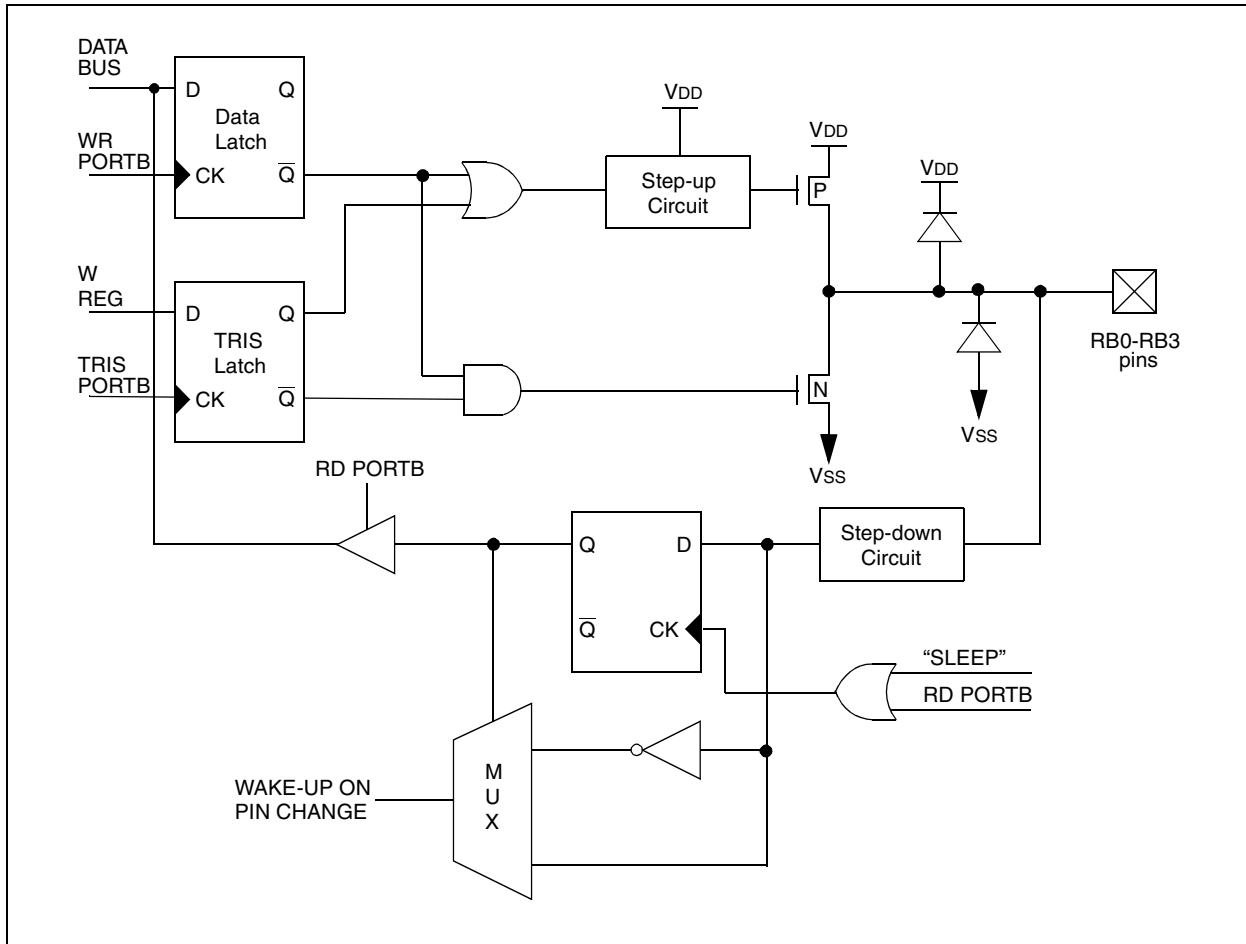 DATA
BUS
D
Q
Data
Latch
WR
PORTB
CK
Q
VDD
Step-up
Circuit
VDD
P
VDD
W
REG
D
Q
TRIS
Latch
TRIS
PORTB
CK
Q
N
VSS
VSS
RB0-RB3
pins
RD PORTB
Q
D
Q
CK
Step-down
Circuit
“SLEEP”
RD PORTB
WAKE-UP ON
PIN CHANGE
M
U
X